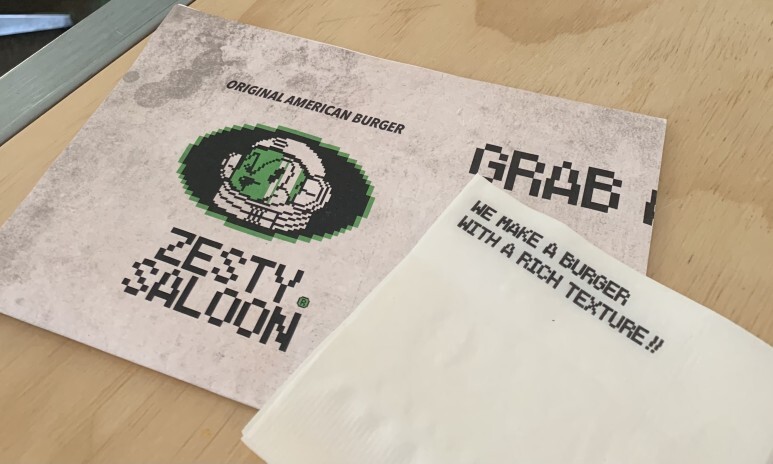 ORIGINAL AMERICAN BURGER
ZESTY
SALOON®
GRAB
WE MAKE A BURGER
WITH A RICH TEXTURE!!